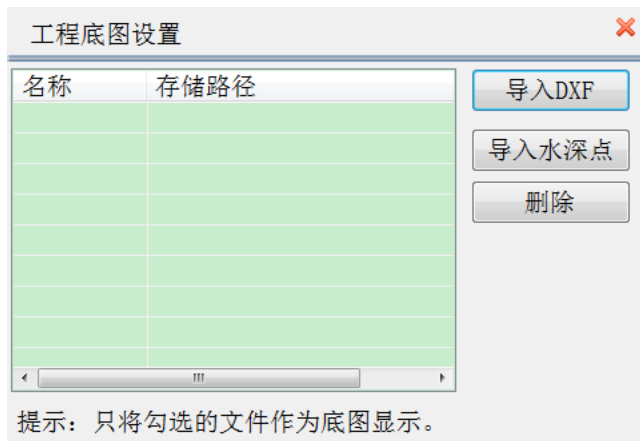 工程底图设置
名称 存储路径
导入DXF
导入水深点
删除
提示：只将勾选的文件作为底图显示。